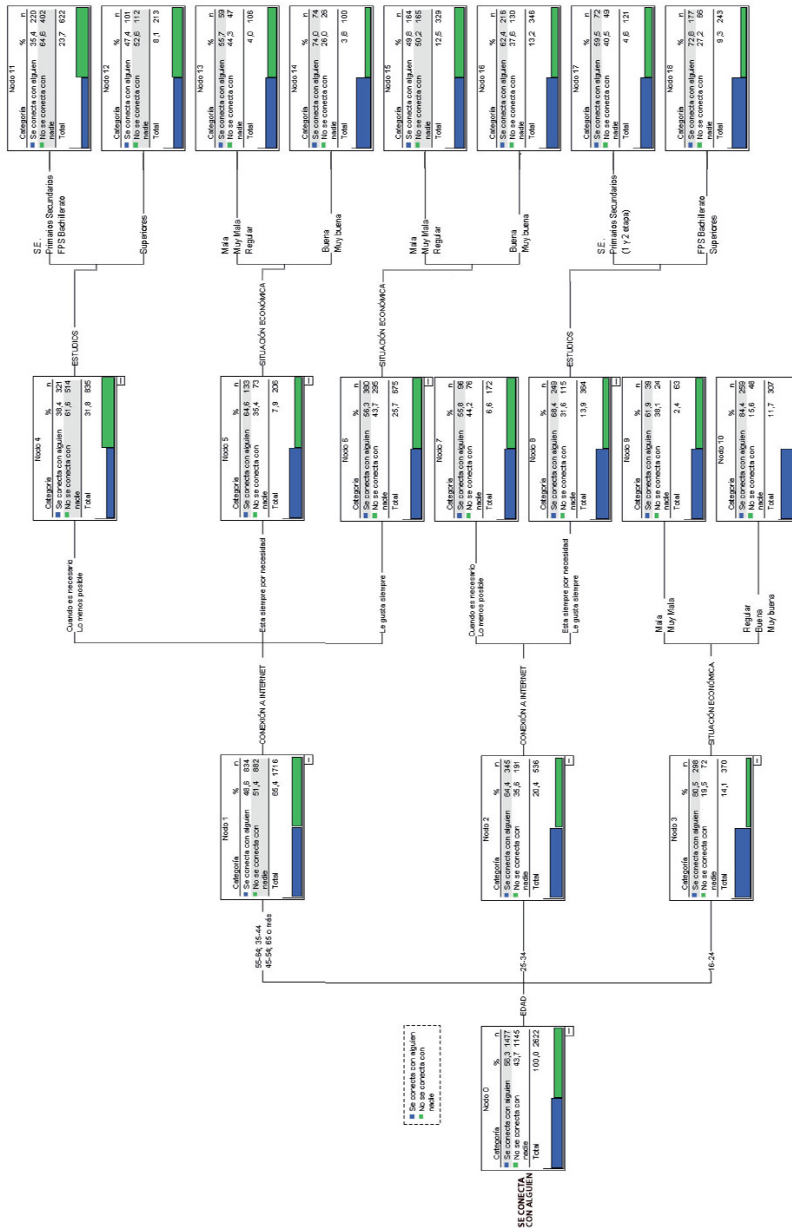 SE CONECTA
CON ALGUIEN
Se conecta con alguien
No se conecta con
nadie
Nodo 0
Categoría % n
Se conecta con alguien 56,3 1477
No se conecta con 43,7 1145
nadie
Total 100,0 2622
EDAD
55-64; 35-44
45-54; 65 o más
25-34
16-24
Nodo 1
Categoría % n
Se conecta con alguien 48,6 834
No se conecta con 51,4 882
nadie
Total 65,4 1716
Nodo 2
Categoría % n
Se conecta con alguien 64,4 345
No se conecta con 35,6 191
nadie
Total 20,4 536
Nodo 3
Categoría % n
Se conecta con alguien 80,5 298
No se conecta con 19,5 72
nadie
Total 14,1 370
CONEXIÓN A INTERNET
CONEXIÓN A INTERNET
SITUACIÓN ECONÓMICA
Cuando es necesario
Lo menos posible
Esta siempre por necesidad
Le gusta siempre
Cuando es necesario
Lo menos posible
Esta siempre por necesidad
Le gusta siempre
Mala
Muy Mala
Regular
Buena
Muy buena
Nodo 4
Categoría % n
Se conecta con alguien 38,4 321
No se conecta con 61,6 514
nadie
Total 31,8 835
Nodo 5
Categoría % n
Se conecta con alguien 64,6 133
No se conecta con 35,4 73
nadie
Total 7,9 206
Nodo 6
Categoría % n
Se conecta con alguien 56,3 380
No se conecta con 43,7 295
nadie
Total 25,7 675
Nodo 7
Categoría % n
Se conecta con alguien 55,8 96
No se conecta con 44,2 76
nadie
Total 6,6 172
Nodo 8
Categoría % n
Se conecta con alguien 68,4 249
No se conecta con 31,6 115
nadie
Total 13,9 364
Nodo 9
Categoría % n
Se conecta con alguien 61,9 39
No se conecta con 38,1 24
nadie
Total 2,4 63
Nodo 10
Categoría % n
Se conecta con alguien 84,4 259
No se conecta con 15,6 48
nadie
Total 11,7 307
ESTUDIOS
SITUACIÓN ECONÓMICA
SITUACIÓN ECONÓMICA
ESTUDIOS
S.E.
Primarios Secundarios
FPS Bachillerato
Superiores
Mala
Muy Mala
Regular
Buena
Muy buena
Mala
Muy Mala
Regular
Buena
Muy buena
S.E.
Primarios Secundarios
(1 y 2 etapa)
FPS Bachillerato
Superiores
Nodo 11
Categoría % n
Se conecta con alguien 35,4 220
No se conecta con 64,6 402
nadie
Total 23,7 622
Nodo 12
Categoría % n
Se conecta con alguien 47,4 101
No se conecta con 52,6 112
nadie
Total 8,1 213
Nodo 13
Categoría % n
Se conecta con alguien 55,7 59
No se conecta con 44,3 47
nadie
Total 4,0 106
Nodo 14
Categoría % n
Se conecta con alguien 74,0 74
No se conecta con 26,0 26
nadie
Total 3,8 100
Nodo 15
Categoría % n
Se conecta con alguien 49,8 164
No se conecta con 50,2 165
nadie
Total 12,5 329
Nodo 16
Categoría % n
Se conecta con alguien 62,4 216
No se conecta con 37,6 130
nadie
Total 13,2 346
Nodo 17
Categoría % n
Se conecta con alguien 59,5 72
No se conecta con 40,5 49
nadie
Total 4,6 121
Nodo 18
Categoría % n
Se conecta con alguien 72,8 177
No se conecta con 27,2 66
nadie
Total 9,3 243